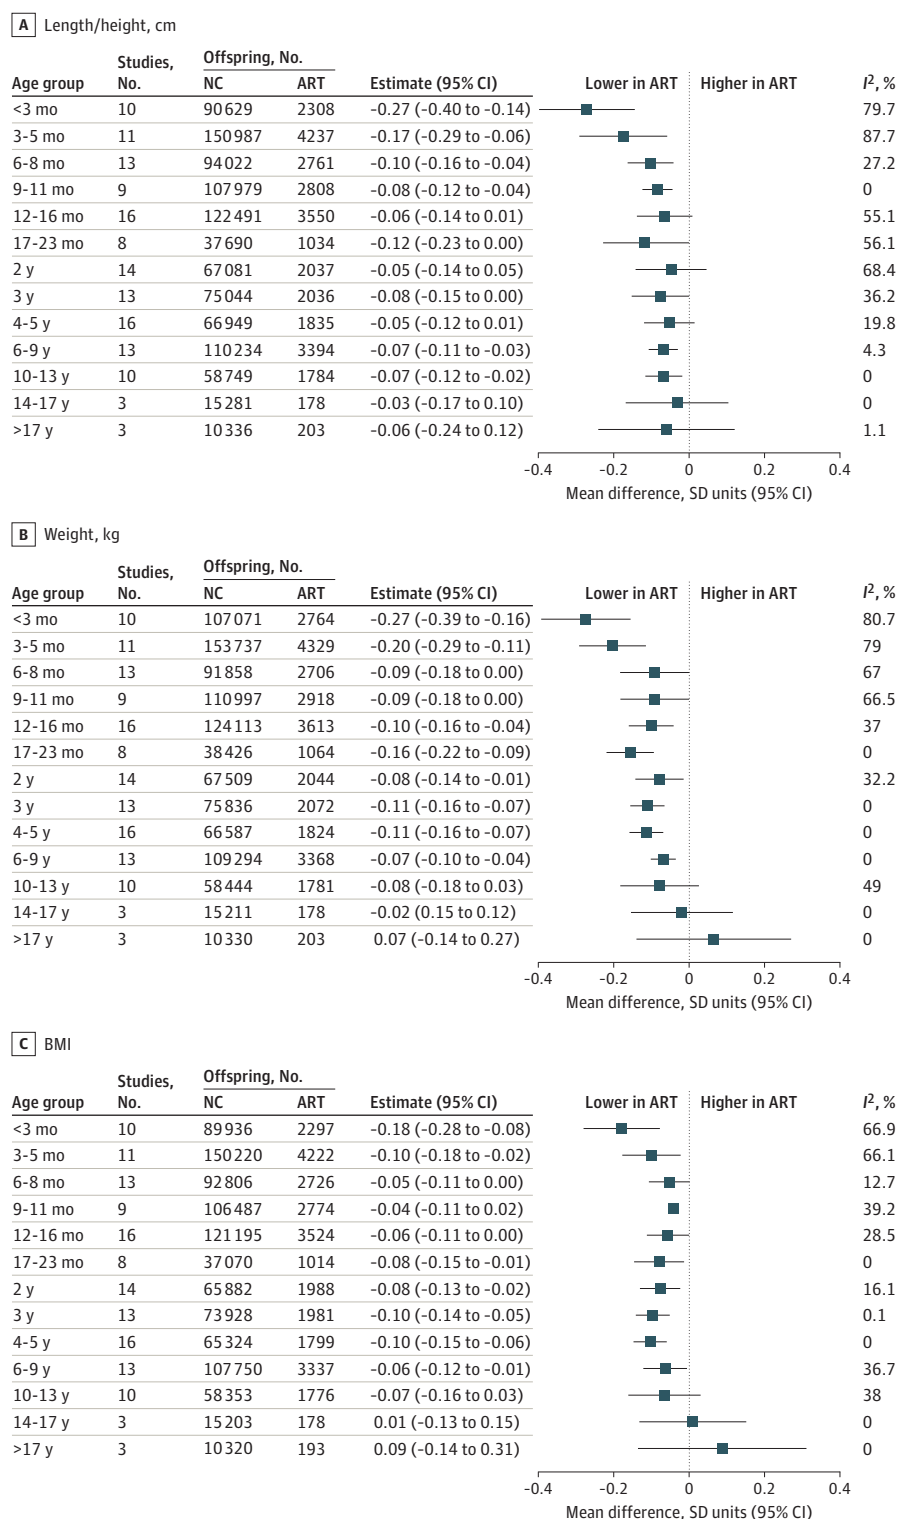 A Length/height, cm
Studies, Offspring, No.
Age group No. NC ART Estimate (95% CI) Lower in ART Higher in ART I², %
<3 mo 10 90629 2308 -0.27 (-0.40 to -0.14) 79.7
3-5 mo 11 150987 4237 -0.17 (-0.29 to -0.06) 87.7
6-8 mo 13 94022 2761 -0.10 (-0.16 to -0.04) 27.2
9-11 mo 9 107979 2808 -0.08 (-0.12 to -0.04) 0
12-16 mo 16 122491 3550 -0.06 (-0.14 to 0.01) 55.1
17-23 mo 8 37690 1034 -0.12 (-0.23 to 0.00) 56.1
2 y 14 67081 2037 -0.05 (-0.14 to 0.05) 68.4
3 y 13 75044 2036 -0.08 (-0.15 to 0.00) 36.2
4-5 y 16 66949 1835 -0.05 (-0.12 to 0.01) 19.8
6-9 y 13 110234 3394 -0.07 (-0.11 to -0.03) 4.3
10-13 y 10 58749 1784 -0.07 (-0.12 to -0.02) 0
14-17 y 3 15281 178 -0.03 (-0.17 to 0.10) 0
>17 y 3 10336 203 -0.06 (-0.24 to 0.12) 1.1
-0.4 -0.2 0 0.2 0.4
Mean difference, SD units (95% CI)
B Weight, kg
Studies, Offspring, No.
Age group No. NC ART Estimate (95% CI) Lower in ART Higher in ART I², %
<3 mo 10 107071 2764 -0.27 (-0.39 to -0.16) 80.7
3-5 mo 11 153737 4329 -0.20 (-0.29 to -0.11) 79
6-8 mo 13 91858 2706 -0.09 (-0.18 to 0.00) 67
9-11 mo 9 110997 2918 -0.09 (-0.18 to 0.00) 66.5
12-16 mo 16 124113 3613 -0.10 (-0.16 to -0.04) 37
17-23 mo 8 38426 1064 -0.16 (-0.22 to -0.09) 0
2 y 14 67509 2044 -0.08 (-0.14 to -0.01) 32.2
3 y 13 75836 2072 -0.11 (-0.16 to -0.07) 0
4-5 y 16 66587 1824 -0.11 (-0.16 to -0.07) 0
6-9 y 13 109294 3368 -0.07 (-0.10 to -0.04) 0
10-13 y 10 58444 1781 -0.08 (-0.18 to 0.03) 49
14-17 y 3 15211 178 -0.02 (0.15 to 0.12) 0
>17 y 3 10330 203 0.07 (-0.14 to 0.27) 0
-0.4 -0.2 0 0.2 0.4
Mean difference, SD units (95% CI)
C BMI
Studies, Offspring, No.
Age group No. NC ART Estimate (95% CI) Lower in ART Higher in ART I², %
<3 mo 10 89936 2297 -0.18 (-0.28 to -0.08) 66.9
3-5 mo 11 150220 4222 -0.10 (-0.18 to -0.02) 66.1
6-8 mo 13 92806 2726 -0.05 (-0.11 to 0.00) 12.7
9-11 mo 9 106487 2774 -0.04 (-0.11 to 0.02) 39.2
12-16 mo 16 121195 3524 -0.06 (-0.11 to 0.00) 28.5
17-23 mo 8 37070 1014 -0.08 (-0.15 to -0.01) 0
2 y 14 65882 1988 -0.08 (-0.13 to -0.02) 16.1
3 y 13 73928 1981 -0.10 (-0.14 to -0.05) 0.1
4-5 y 16 65324 1799 -0.10 (-0.15 to -0.06) 0
6-9 y 13 107750 3337 -0.06 (-0.12 to -0.01) 36.7
10-13 y 10 58353 1776 -0.07 (-0.16 to 0.03) 38
14-17 y 3 15203 178 0.01 (-0.13 to 0.15) 0
>17 y 3 10320 193 0.09 (-0.14 to 0.31) 0
-0.4 -0.2 0 0.2 0.4
Mean difference, SD units (95% CI)